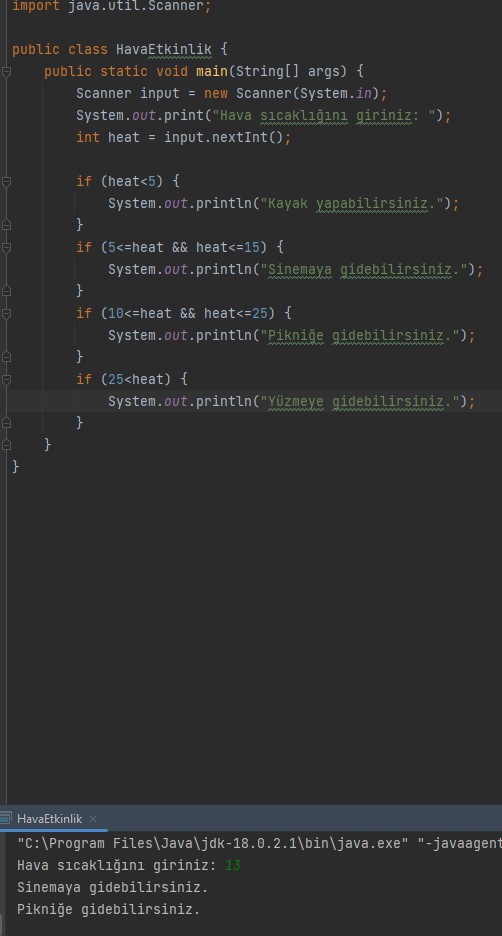 import java.util.Scanner;
public class HavaEtkinlik {
public static void main(String[] args) {
Scanner input = new Scanner(System.in);
System.out.print("Hava sıcaklığını giriniz: ");
int heat = input.nextInt();
if (heat<5) {
System.out.println("Kayak yapabilirsiniz.");
}
if (5<=heat && heat<=15) {
System.out.println("Sinemaya gidebilirsiniz.");
}
if (10<=heat && heat<=25) {
System.out.println("Pikniğe gidebilirsiniz.");
}
if (25<heat) {
System.out.println("Yüzmeye gidebilirsiniz.");
}
}
}
HavaEtkinlik ×
"C:\Program Files\Java\jdk-18.0.2.1\bin\java.exe" "-javaagent
Hava sıcaklığını giriniz: 13
Sinemaya gidebilirsiniz.
Pikniğe gidebilirsiniz.